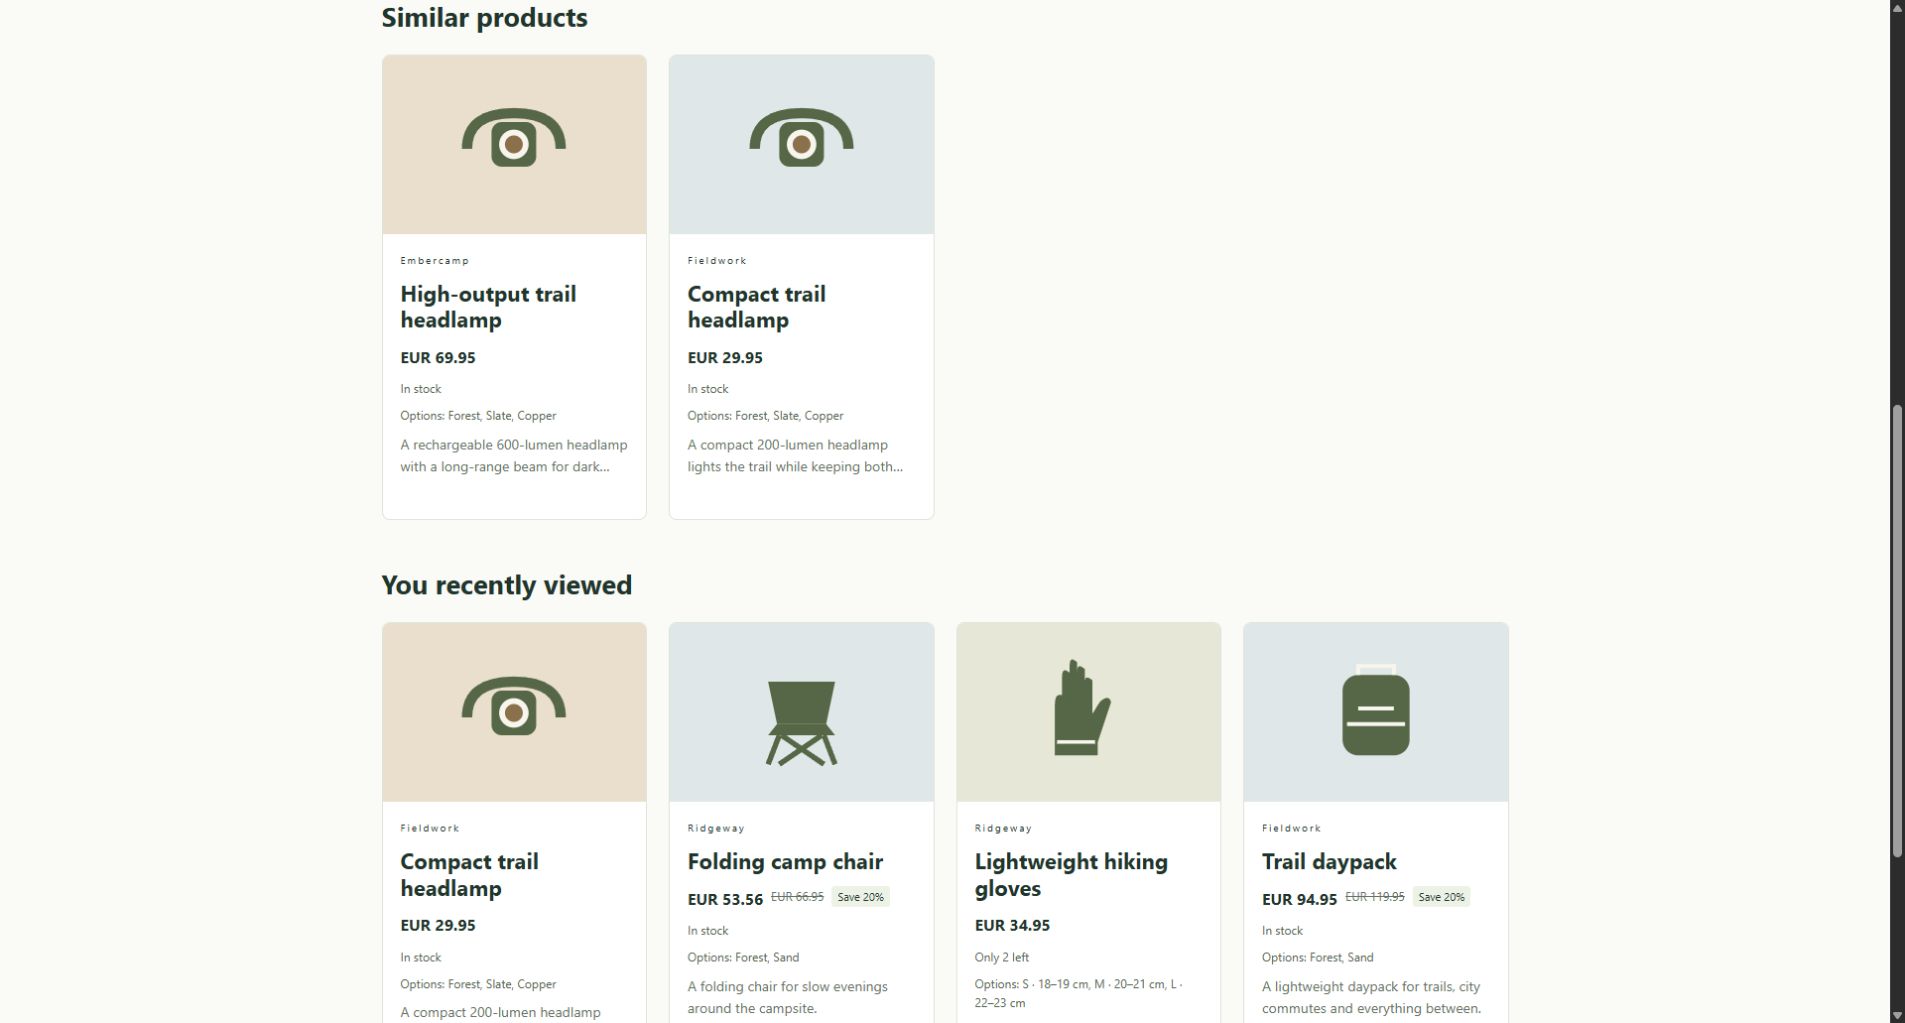 Similar products
Embercamp
High-output trail
headlamp
EUR 69.95
In stock
Options: Forest, Slate, Copper
A rechargeable 600-lumen headlamp
with a long-range beam for dark...
Fieldwork
Compact trail
headlamp
EUR 29.95
In stock
Options: Forest, Slate, Copper
A compact 200-lumen headlamp
lights the trail while keeping both...
You recently viewed
Fieldwork
Compact trail
headlamp
EUR 29.95
In stock
Options: Forest, Slate, Copper
A compact 200-lumen headlamp
Ridgeway
Folding camp chair
EUR 53.56 EUR 66.95 Save 20%
In stock
Options: Forest, Sand
A folding chair for slow evenings
around the campsite.
Ridgeway
Lightweight hiking
gloves
EUR 34.95
Only 2 left
Options: S · 18–19 cm, M · 20–21 cm, L ·
22–23 cm
Fieldwork
Trail daypack
EUR 94.95 EUR 119.95 Save 20%
In stock
Options: Forest, Sand
A lightweight daypack for trails, city
commutes and everything between.